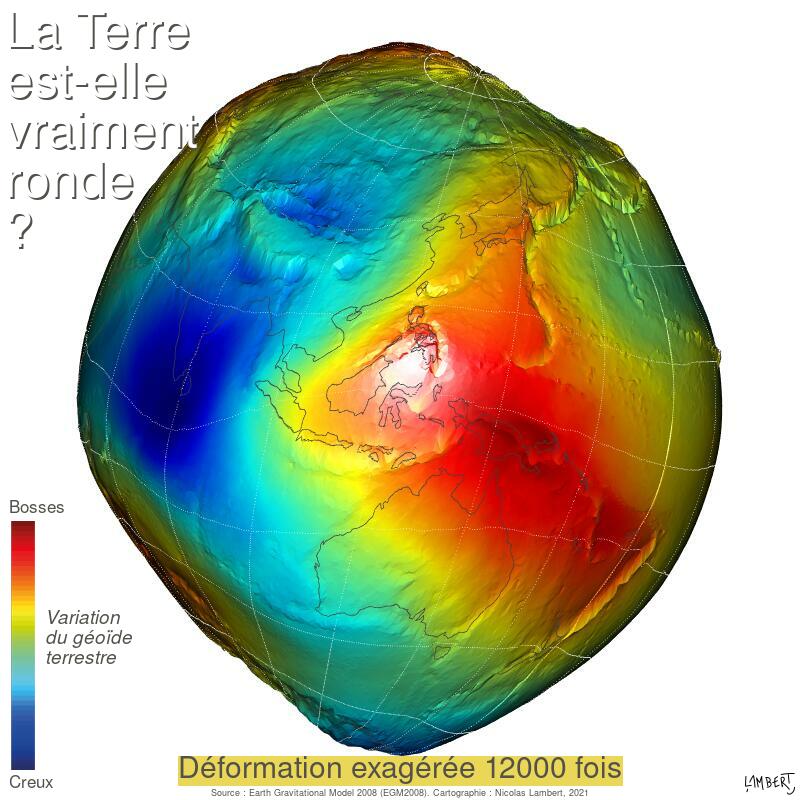 La Terre
est-elle
vraiment
ronde
?
Bosses
Variation
du géoïde
terrestre
Creux
Déformation exagérée 12000 fois
Source : Earth Gravitational Model 2008 (EGM2008). Cartographie : Nicolas Lambert, 2021
LAMBERT